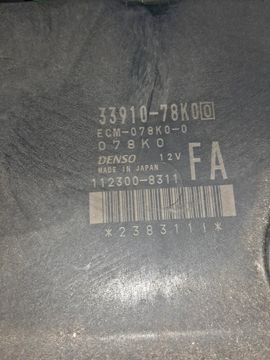 33910-78K00
ECM-078K0-0
078K0
DENSO 12V
MADE IN JAPAN
FA
112300-8311
*2383111*